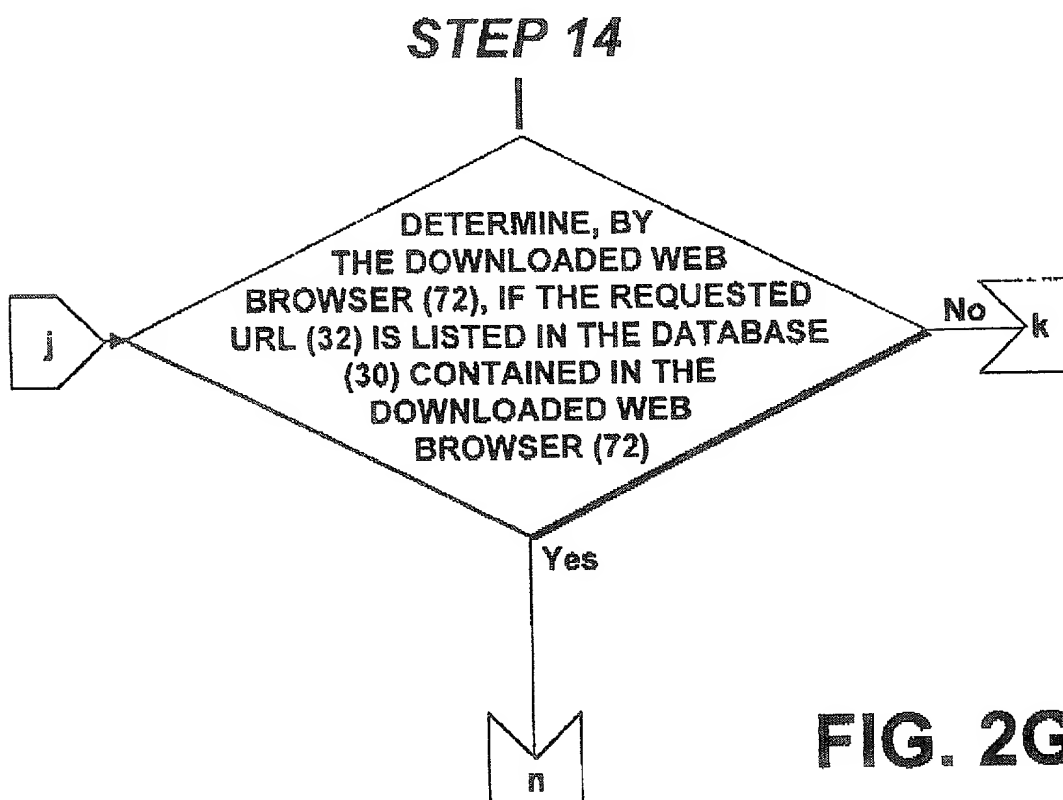 STEP 14
DETERMINE, BY
THE DOWNLOADED WEB
BROWSER (72), IF THE REQUESTED
URL (32) IS LISTED IN THE DATABASE
(30) CONTAINED IN THE
DOWNLOADED WEB
BROWSER (72)
j
No
k
Yes
n
FIG. 2G